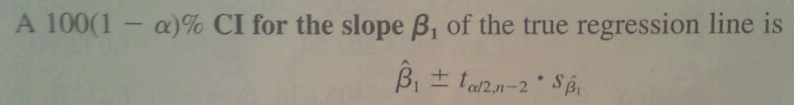 A 100(1 − α)% CI for the slope β₁ of the true regression line is
β̂₁ ± t_{α/2,n−2} · s_{β̂₁}